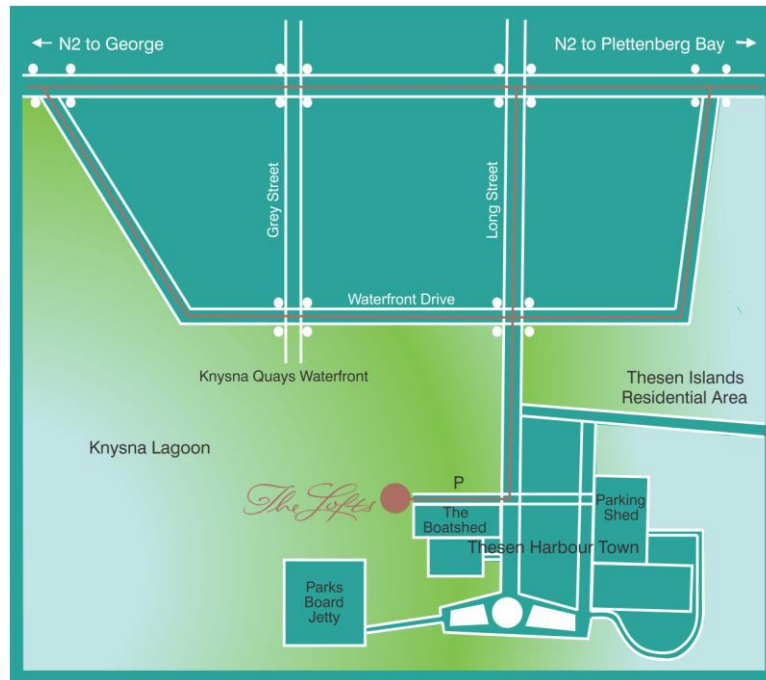 ← N2 to George
N2 to Plettenberg Bay →
Grey Street
Long Street
Waterfront Drive
Knysna Quays Waterfront
Thesen Islands
Residential Area
Knysna Lagoon
P
The Lofts
The
Boatshed
Parking
Shed
Thesen Harbour Town
Parks
Board
Jetty